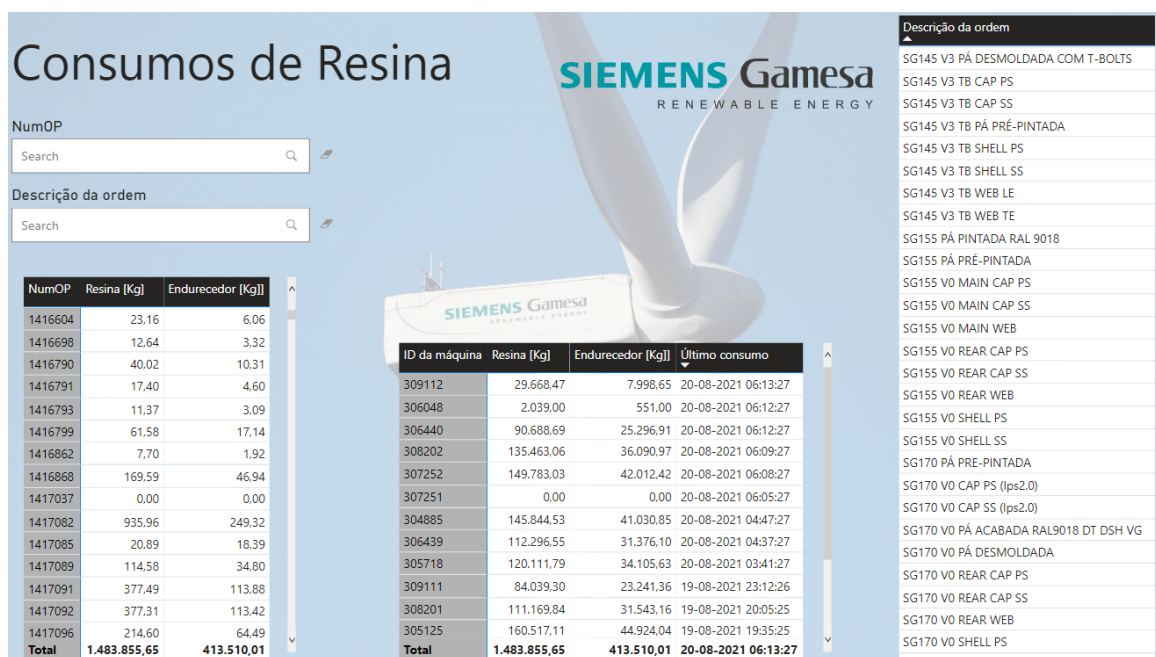 Consumos de Resina
SIEMENS Gamesa
RENEWABLE ENERGY
NumOP
Search
Descrição da ordem
Search
NumOP Resina [Kg] Endurecedor [Kg]]
1416604 23,16 6,06
1416698 12,64 3,32
1416790 40,02 10,31
1416791 17,40 4,60
1416793 11,37 3,09
1416799 61,58 17,14
1416862 7,70 1,92
1416868 169,59 46,94
1417037 0,00 0,00
1417082 935,96 249,32
1417085 20,89 18,39
1417089 114,58 34,80
1417091 377,49 113,88
1417092 377,31 113,42
1417096 214,60 64,49
Total 1.483.855,65 413.510,01
SIEMENS Gamesa
RENEWABLE ENERGY
ID da máquina Resina [Kg] Endurecedor [Kg]] Último consumo
309112 29.668,47 7.998,65 20-08-2021 06:13:27
306048 2.039,00 551,00 20-08-2021 06:12:27
306440 90.688,69 25.296,91 20-08-2021 06:12:27
308202 135.463,06 36.090,97 20-08-2021 06:09:27
307252 149.783,03 42.012,42 20-08-2021 06:08:27
307251 0,00 0,00 20-08-2021 06:05:27
304885 145.844,53 41.030,85 20-08-2021 04:47:27
306439 112.296,55 31.376,10 20-08-2021 04:37:27
305718 120.111,79 34.105,63 20-08-2021 03:41:27
309111 84.039,30 23.241,36 19-08-2021 23:12:26
308201 111.169,84 31.543,16 19-08-2021 20:05:25
305125 160.517,11 44.924,04 19-08-2021 19:35:25
Total 1.483.855,65 413.510,01 20-08-2021 06:13:27
Descrição da ordem
SG145 V3 PÁ DESMOLDADA COM T-BOLTS
SG145 V3 TB CAP PS
SG145 V3 TB CAP SS
SG145 V3 TB PÁ PRÉ-PINTADA
SG145 V3 TB SHELL PS
SG145 V3 TB SHELL SS
SG145 V3 TB WEB LE
SG145 V3 TB WEB TE
SG155 PÁ PINTADA RAL 9018
SG155 PÁ PRÉ-PINTADA
SG155 V0 MAIN CAP PS
SG155 V0 MAIN CAP SS
SG155 V0 MAIN WEB
SG155 V0 REAR CAP PS
SG155 V0 REAR CAP SS
SG155 V0 REAR WEB
SG155 V0 SHELL PS
SG155 V0 SHELL SS
SG170 PÁ PRE-PINTADA
SG170 V0 CAP PS (lps2.0)
SG170 V0 CAP SS (lps2.0)
SG170 V0 PÁ ACABADA RAL9018 DT DSH VG
SG170 V0 PÁ DESMOLDADA
SG170 V0 REAR CAP PS
SG170 V0 REAR CAP SS
SG170 V0 REAR WEB
SG170 V0 SHELL PS